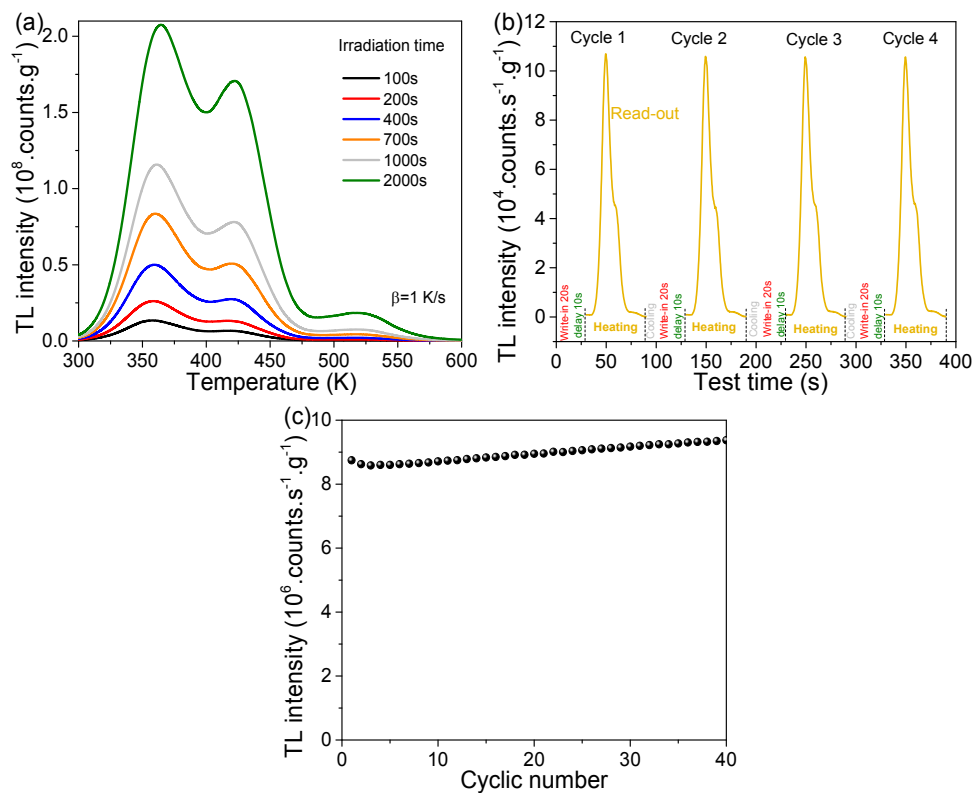 (a)
TL intensity (10⁸.counts.g⁻¹)
2.0
1.5
1.0
0.5
0.0
Irradiation time
100s
200s
400s
700s
1000s
2000s
β=1 K/s
300 350 400 450 500 550 600
Temperature (K)
(b)
TL intensity (10⁴.counts.s⁻¹.g⁻¹)
12
10
8
6
4
2
0
Cycle 1 Cycle 2 Cycle 3 Cycle 4
Read-out
Write-in 20s
delay 10s
Heating
Cooling
Write-in 20s
delay 10s
Heating
Cooling
Write-in 20s
delay 10s
Heating
Cooling
Write-in 20s
delay 10s
Heating
0 50 100 150 200 250 300 350 400
Test time (s)
(c)
TL intensity (10⁶.counts.s⁻¹.g⁻¹)
10
8
9
4
2
0
0 10 20 30 40
Cyclic number